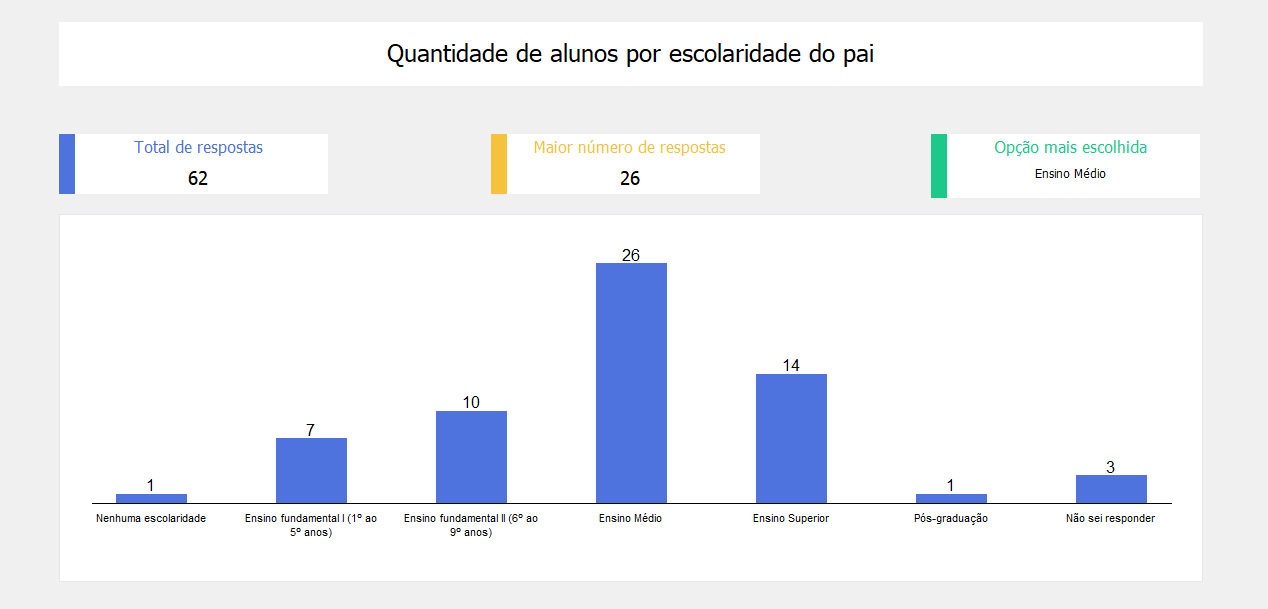 Quantidade de alunos por escolaridade do pai
Total de respostas
62
Maior número de respostas
26
Opção mais escolhida
Ensino Médio
1
7
10
26
14
1
3
Nenhuma escolaridade
Ensino fundamental I (1º ao
5º anos)
Ensino fundamental II (6º ao
9º anos)
Ensino Médio
Ensino Superior
Pós-graduação
Não sei responder